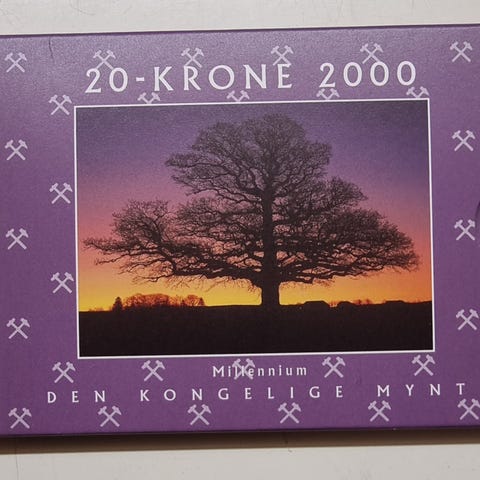 20-KRONE 2000
Millennium
DEN KONGELIGE MYNT